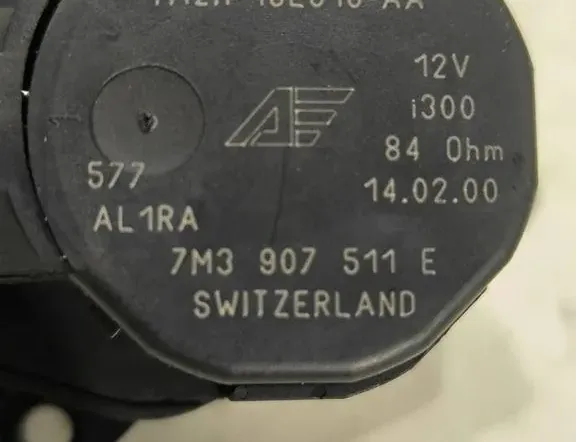 12V
i300
84 Ohm
14.02.00
577
AL1RA
7M3 907 511 E
SWITZERLAND